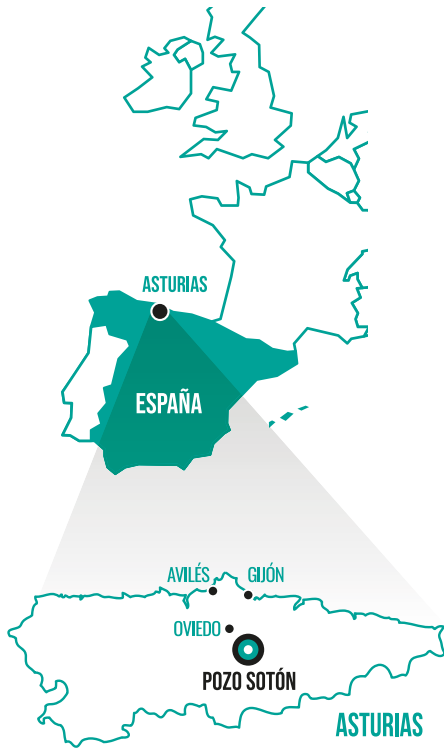 ASTURIAS
ESPAÑA
AVILÉS
GIJÓN
OVIEDO
POZO SOTÓN
ASTURIAS